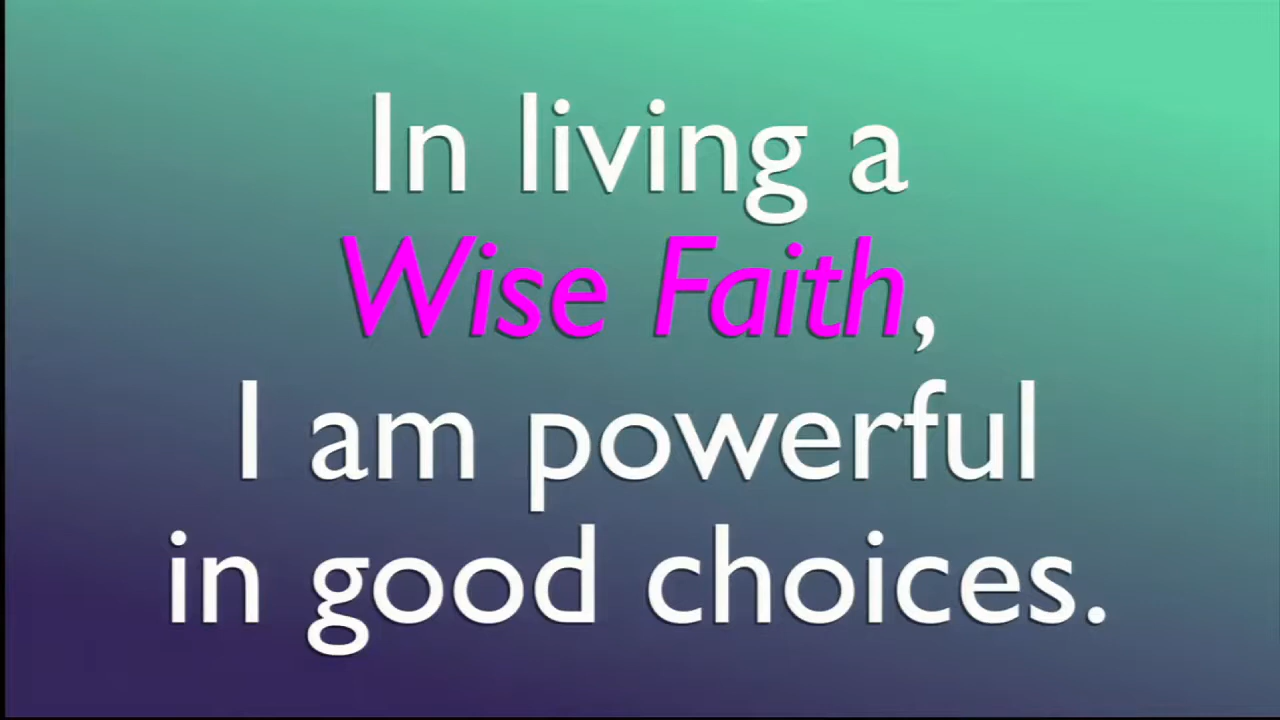 In living a
Wise Faith,
I am powerful
in good choices.